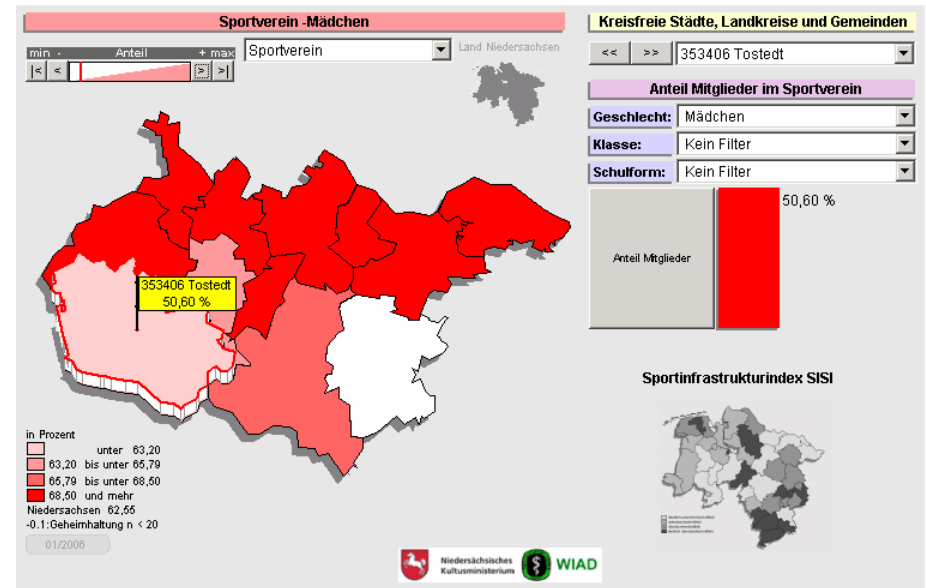 Sportverein -Mädchen
min - Anteil + max
|< < > >|
Sportverein
Land Niedersachsen
353406 Tostedt
50,60 %
in Prozent
unter 63,20
63,20 bis unter 65,79
65,79 bis unter 68,50
68,50 und mehr
Niedersachsen 62,55
-0.1:Geheimhaltung n < 20
01/2006
Kreisfreie Städte, Landkreise und Gemeinden
<< >> 353406 Tostedt
Anteil Mitglieder im Sportverein
Geschlecht: Mädchen
Klasse: Kein Filter
Schulform: Kein Filter
Anteil Mitglieder
50,60 %
Sportinfrastrukturindex SISI
Niedersächsisches
Kultusministerium
WIAD